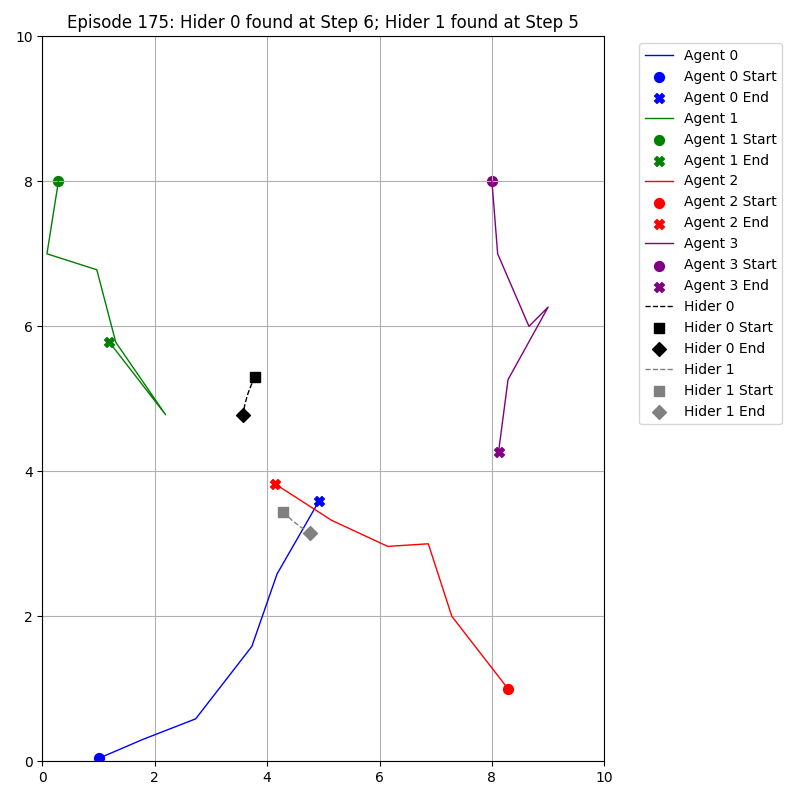 Episode 175: Hider 0 found at Step 6; Hider 1 found at Step 5
10
8
6
4
2
0
0 2 4 6 8 10
Agent 0
Agent 0 Start
Agent 0 End
Agent 1
Agent 1 Start
Agent 1 End
Agent 2
Agent 2 Start
Agent 2 End
Agent 3
Agent 3 Start
Agent 3 End
Hider 0
Hider 0 Start
Hider 0 End
Hider 1
Hider 1 Start
Hider 1 End